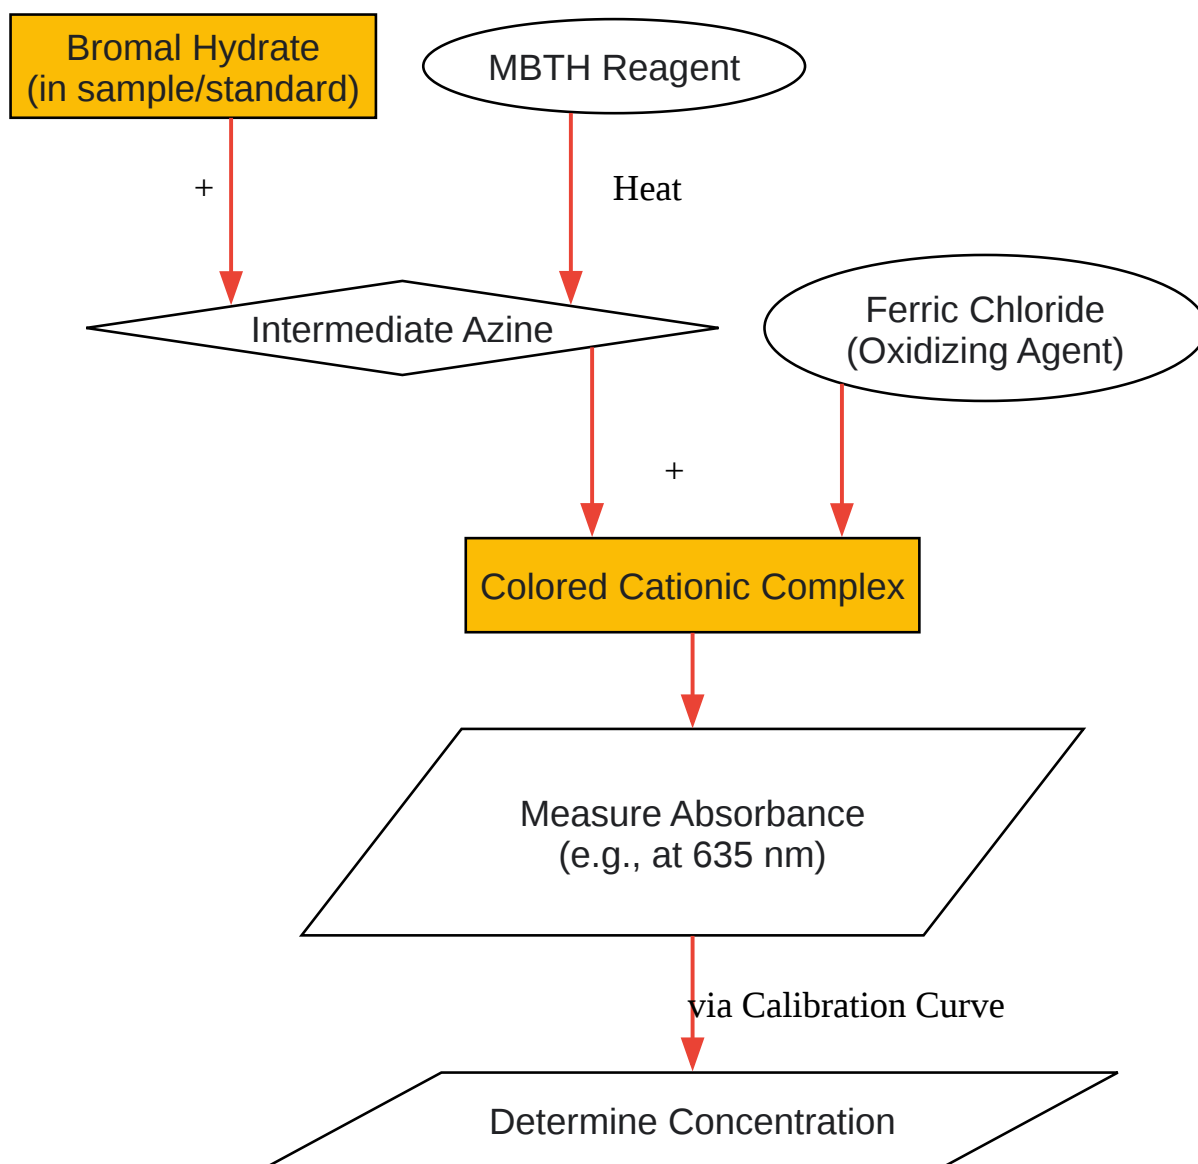 Bromal Hydrate
(in sample/standard)
MBTH Reagent
+
Heat
Intermediate Azine
Ferric Chloride
(Oxidizing Agent)
+
Colored Cationic Complex
Measure Absorbance
(e.g., at 635 nm)
via Calibration Curve
Determine Concentration